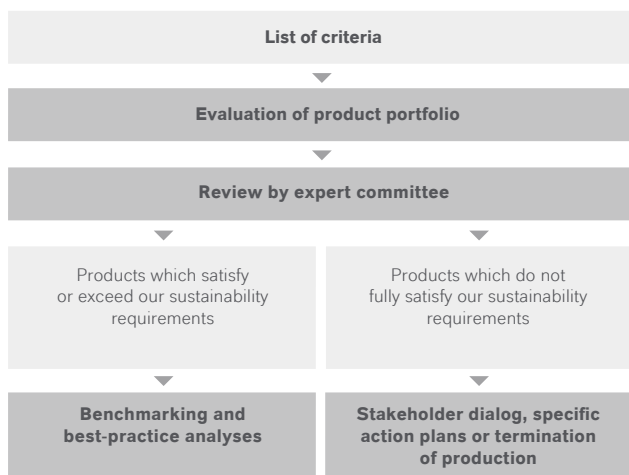 List of criteria
Evaluation of product portfolio
Review by expert committee
Products which satisfy
or exceed our sustainability
requirements
Products which do not
fully satisfy our sustainability
requirements
Benchmarking and
best-practice analyses
Stakeholder dialog, specific
action plans or termination
of production